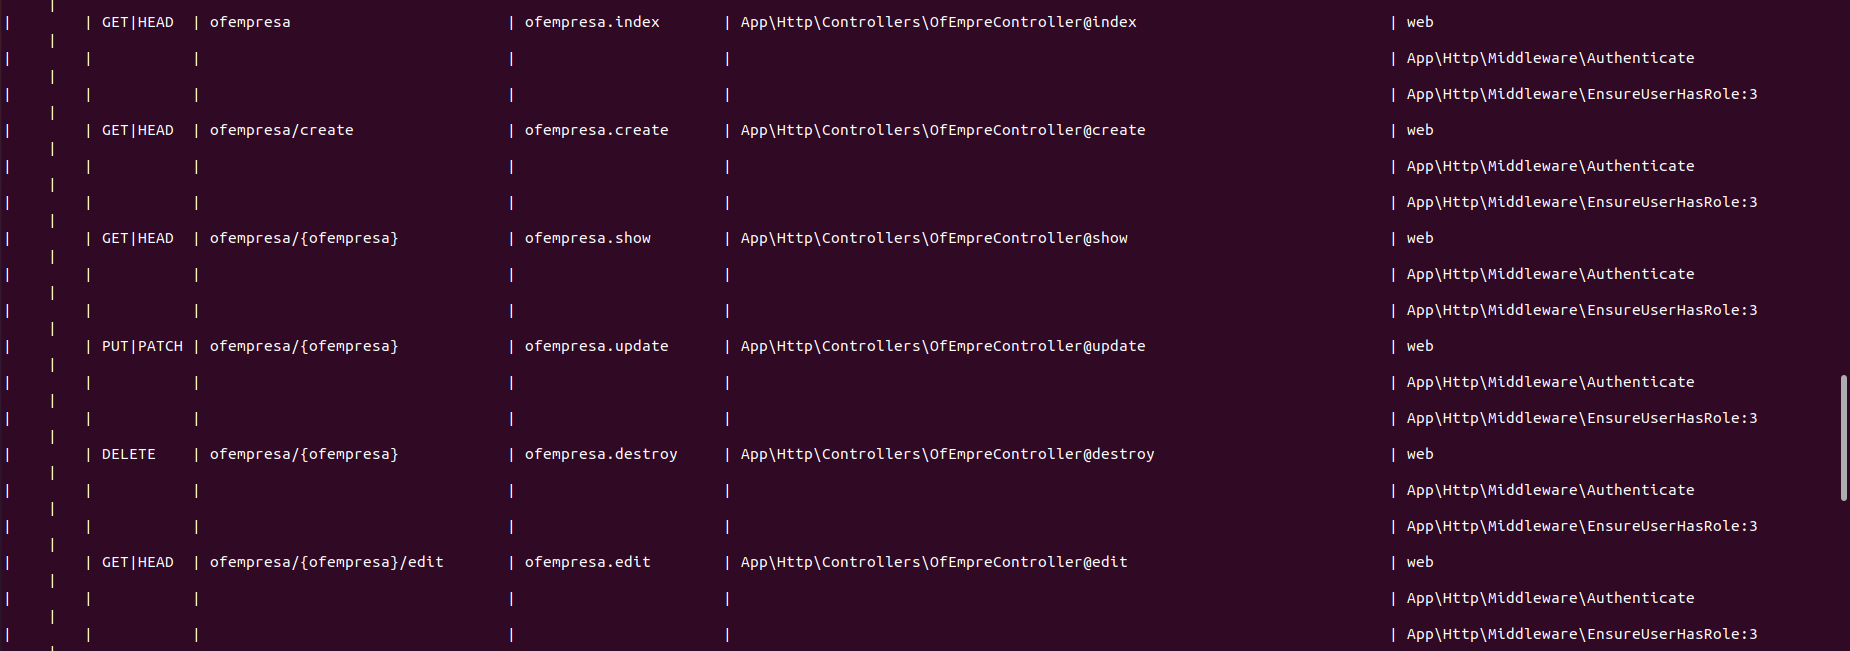 |
| | GET|HEAD | ofempresa | ofempresa.index | App\Http\Controllers\OfEmpreController@index | web
|
| | | | | App\Http\Middleware\Authenticate
|
| | | | | App\Http\Middleware\EnsureUserHasRole:3
|
| | GET|HEAD | ofempresa/create | ofempresa.create | App\Http\Controllers\OfEmpreController@create | web
|
| | | | | App\Http\Middleware\Authenticate
|
| | | | | App\Http\Middleware\EnsureUserHasRole:3
|
| | GET|HEAD | ofempresa/{ofempresa} | ofempresa.show | App\Http\Controllers\OfEmpreController@show | web
|
| | | | | App\Http\Middleware\Authenticate
|
| | | | | App\Http\Middleware\EnsureUserHasRole:3
|
| | PUT|PATCH | ofempresa/{ofempresa} | ofempresa.update | App\Http\Controllers\OfEmpreController@update | web
|
| | | | | App\Http\Middleware\Authenticate
|
| | | | | App\Http\Middleware\EnsureUserHasRole:3
|
| | DELETE | ofempresa/{ofempresa} | ofempresa.destroy | App\Http\Controllers\OfEmpreController@destroy | web
|
| | | | | App\Http\Middleware\Authenticate
|
| | | | | App\Http\Middleware\EnsureUserHasRole:3
|
| | GET|HEAD | ofempresa/{ofempresa}/edit | ofempresa.edit | App\Http\Controllers\OfEmpreController@edit | web
|
| | | | | App\Http\Middleware\Authenticate
|
| | | | | App\Http\Middleware\EnsureUserHasRole:3
|